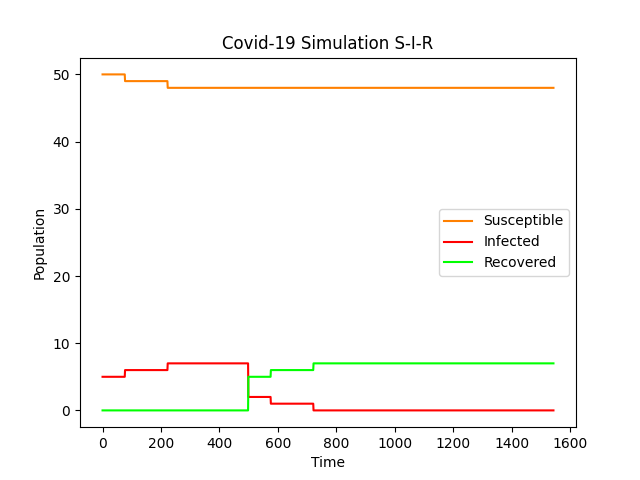 Covid-19 Simulation S-I-R
50
40
30
20
10
0
Population
Susceptible
Infected
Recovered
0 200 400 600 800 1000 1200 1400 1600
Time